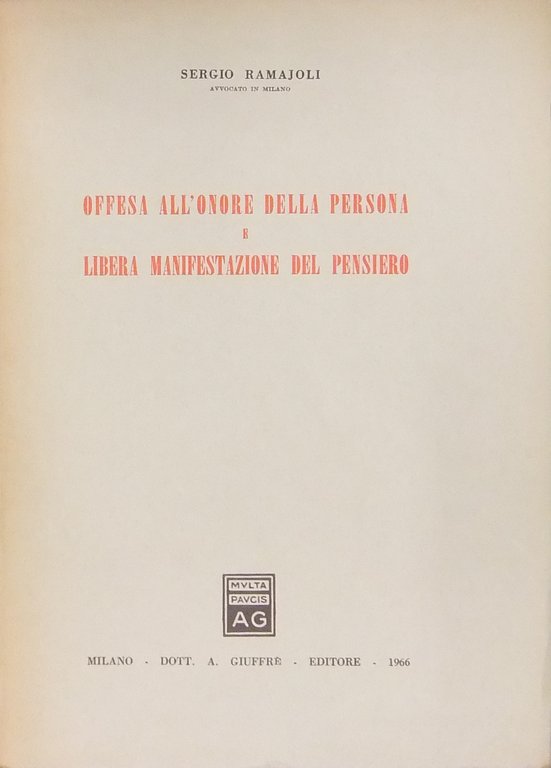 SERGIO RAMAJOLI
AVVOCATO IN MILANO
OFFESA ALL'ONORE DELLA PERSONA
E
LIBERA MANIFESTAZIONE DEL PENSIERO
MVLTA
PAVCIS
AG
MILANO - DOTT. A. GIUFFRÈ - EDITORE - 1966